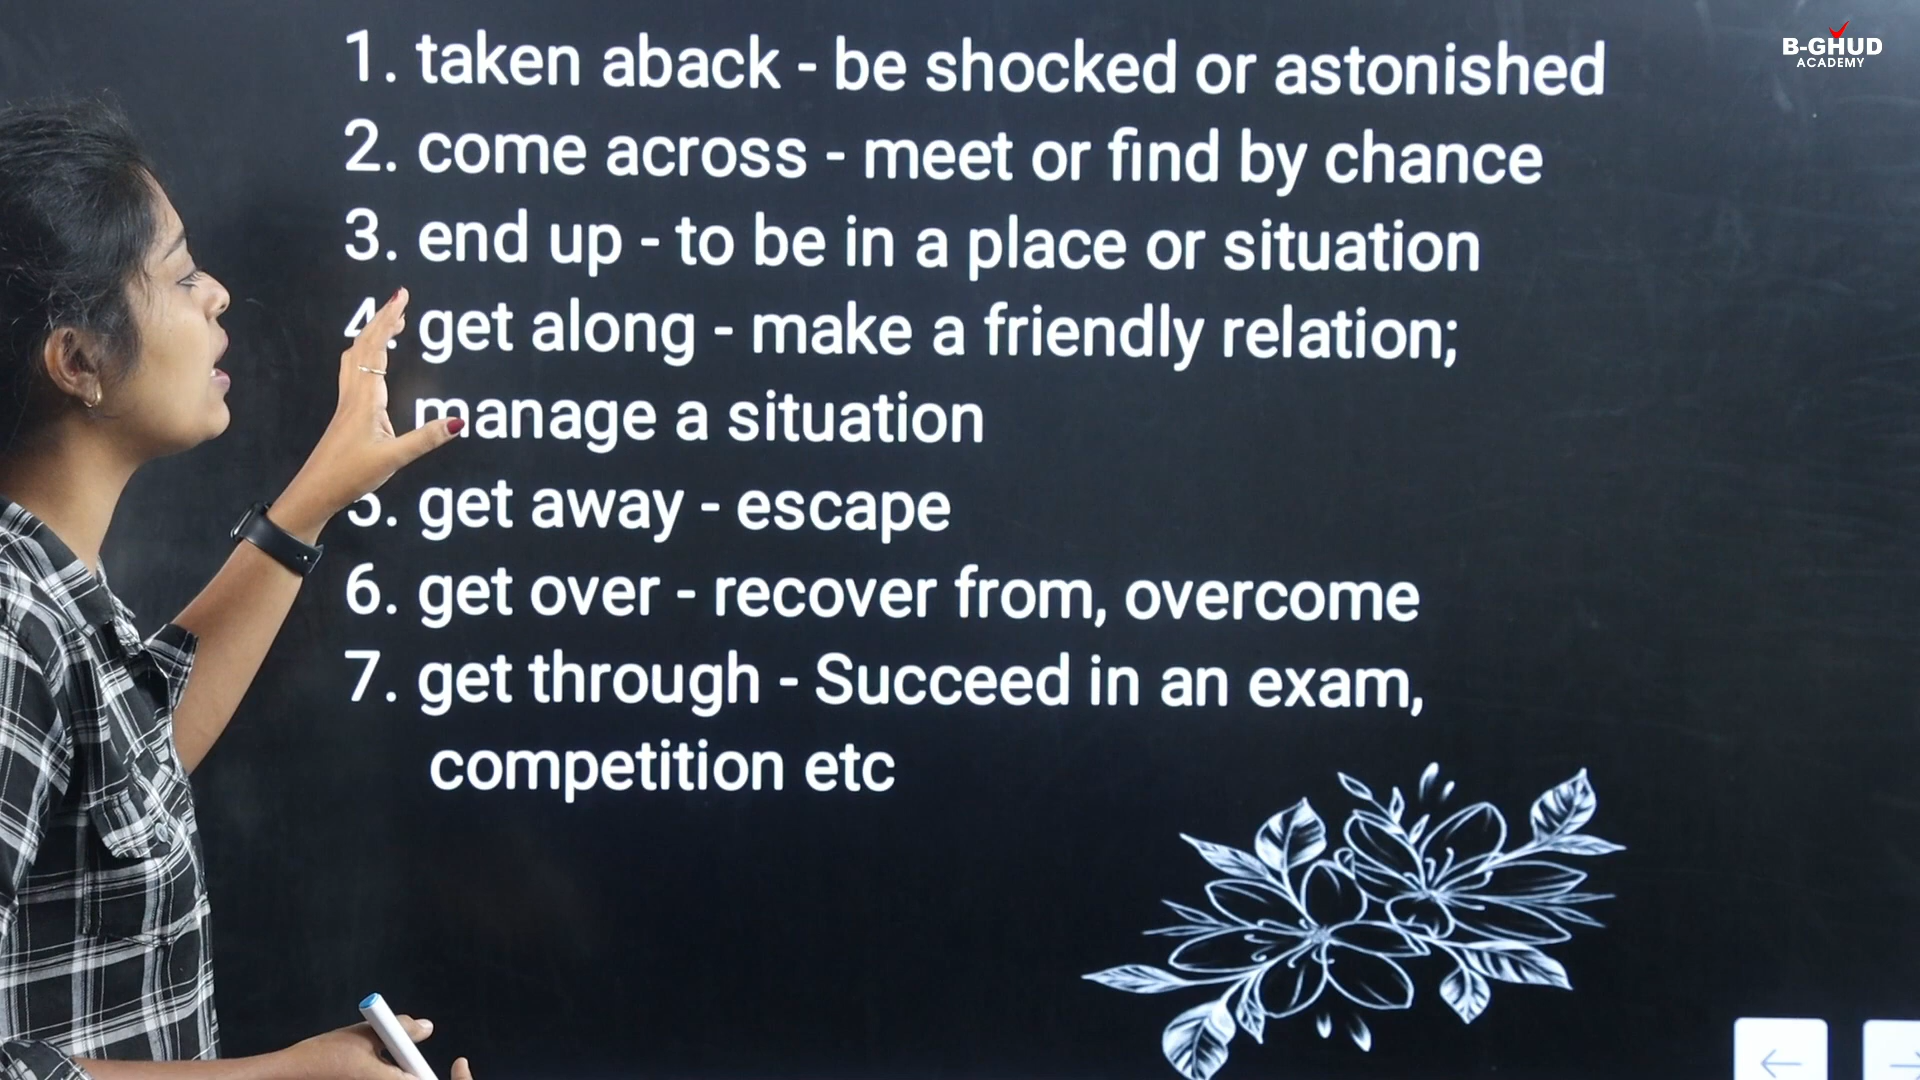 B-GHUD
ACADEMY
1. taken aback - be shocked or astonished
2. come across - meet or find by chance
3. end up - to be in a place or situation
4. get along - make a friendly relation;
manage a situation
5. get away - escape
6. get over - recover from, overcome
7. get through - Succeed in an exam,
competition etc